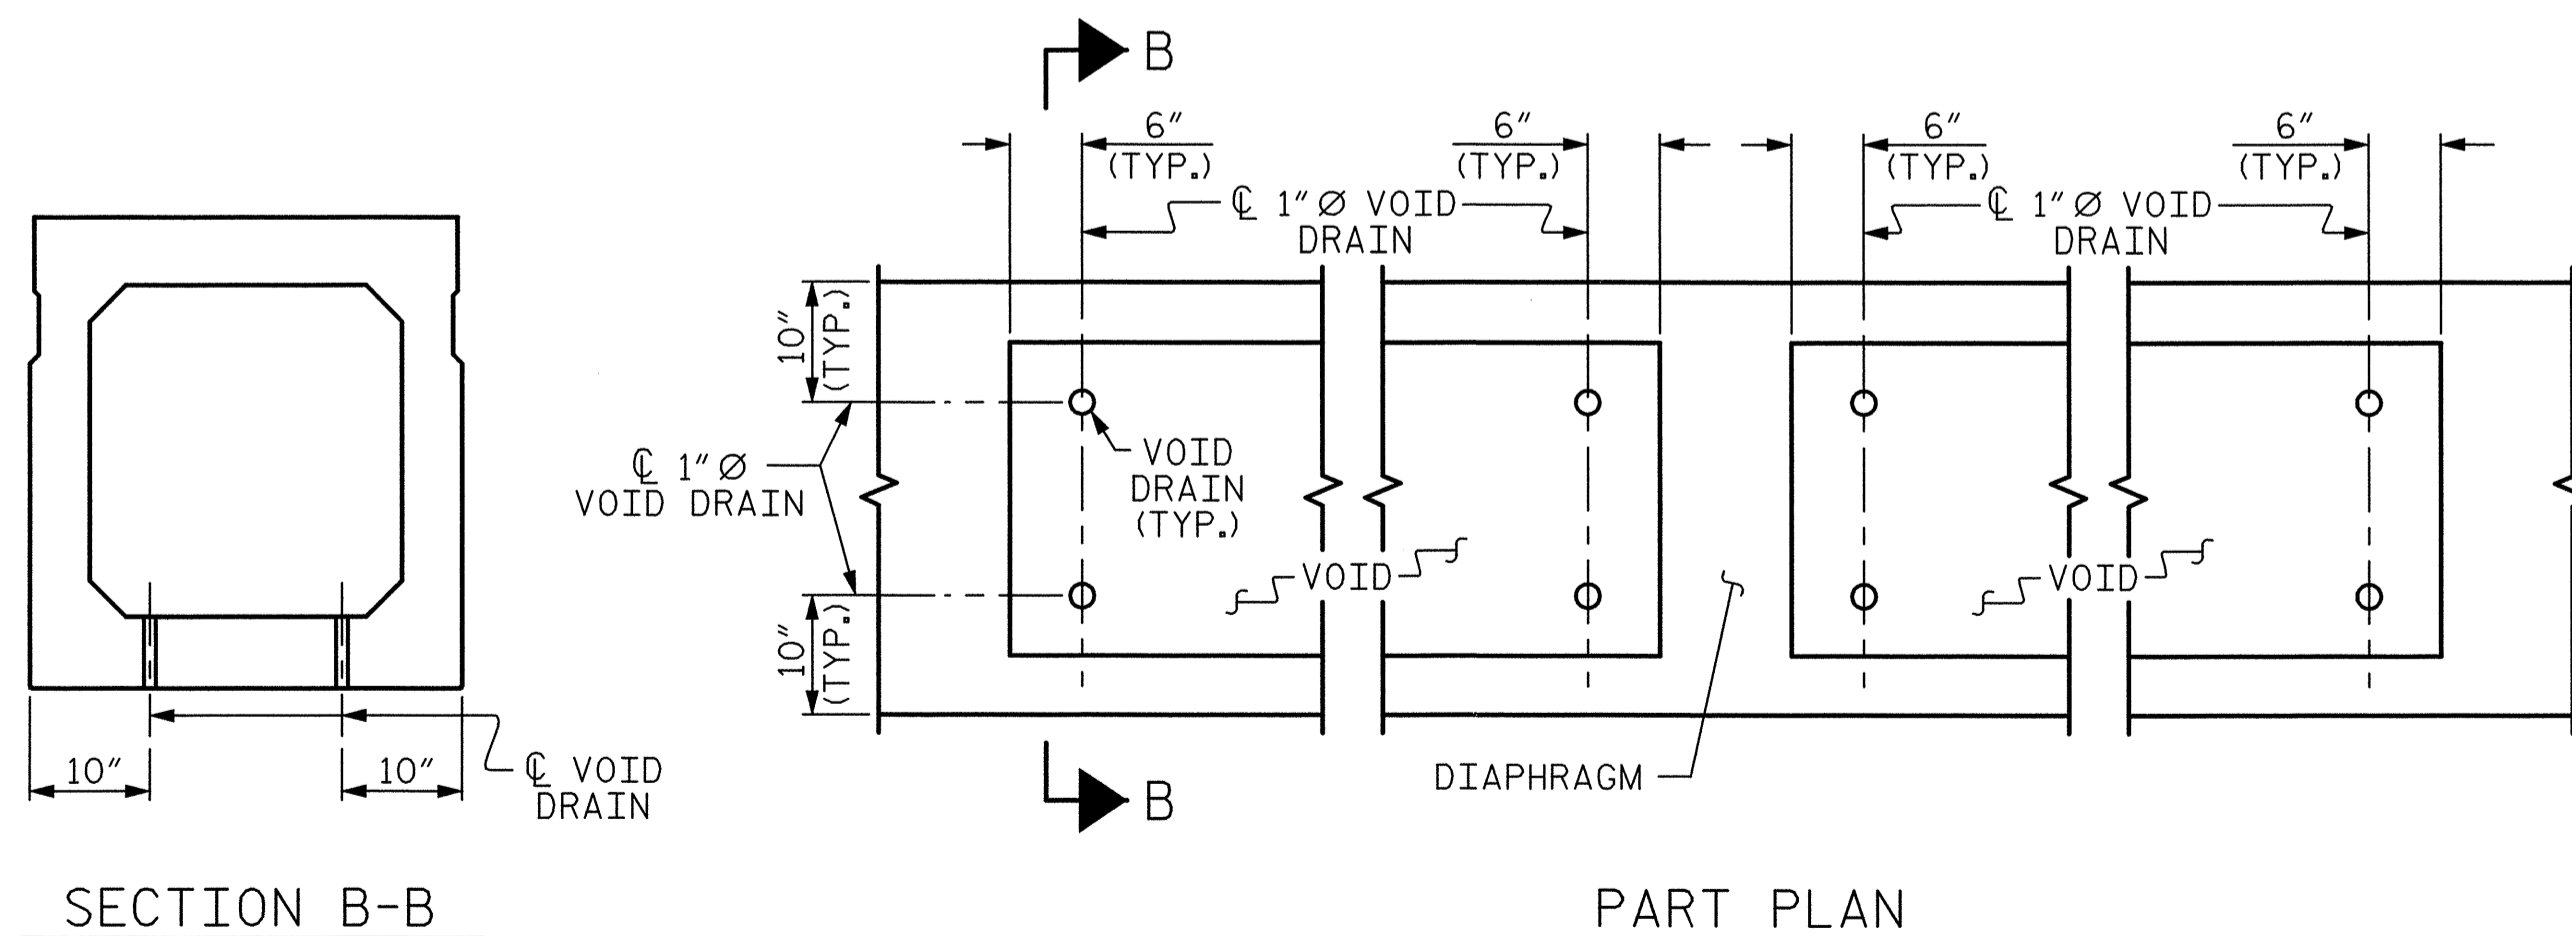 B
6"
(TYP.)
6"
(TYP.)
6"
(TYP.)
6"
(TYP.)
℄ 1"Ø VOID
DRAIN
℄ 1"Ø VOID
DRAIN
10"
(TYP.)
℄ 1"Ø
VOID DRAIN
VOID
DRAIN
(TYP.)
VOID
VOID
10"
(TYP.)
DIAPHRAGM
B
10"
10"
℄ VOID
DRAIN
SECTION B-B
PART PLAN